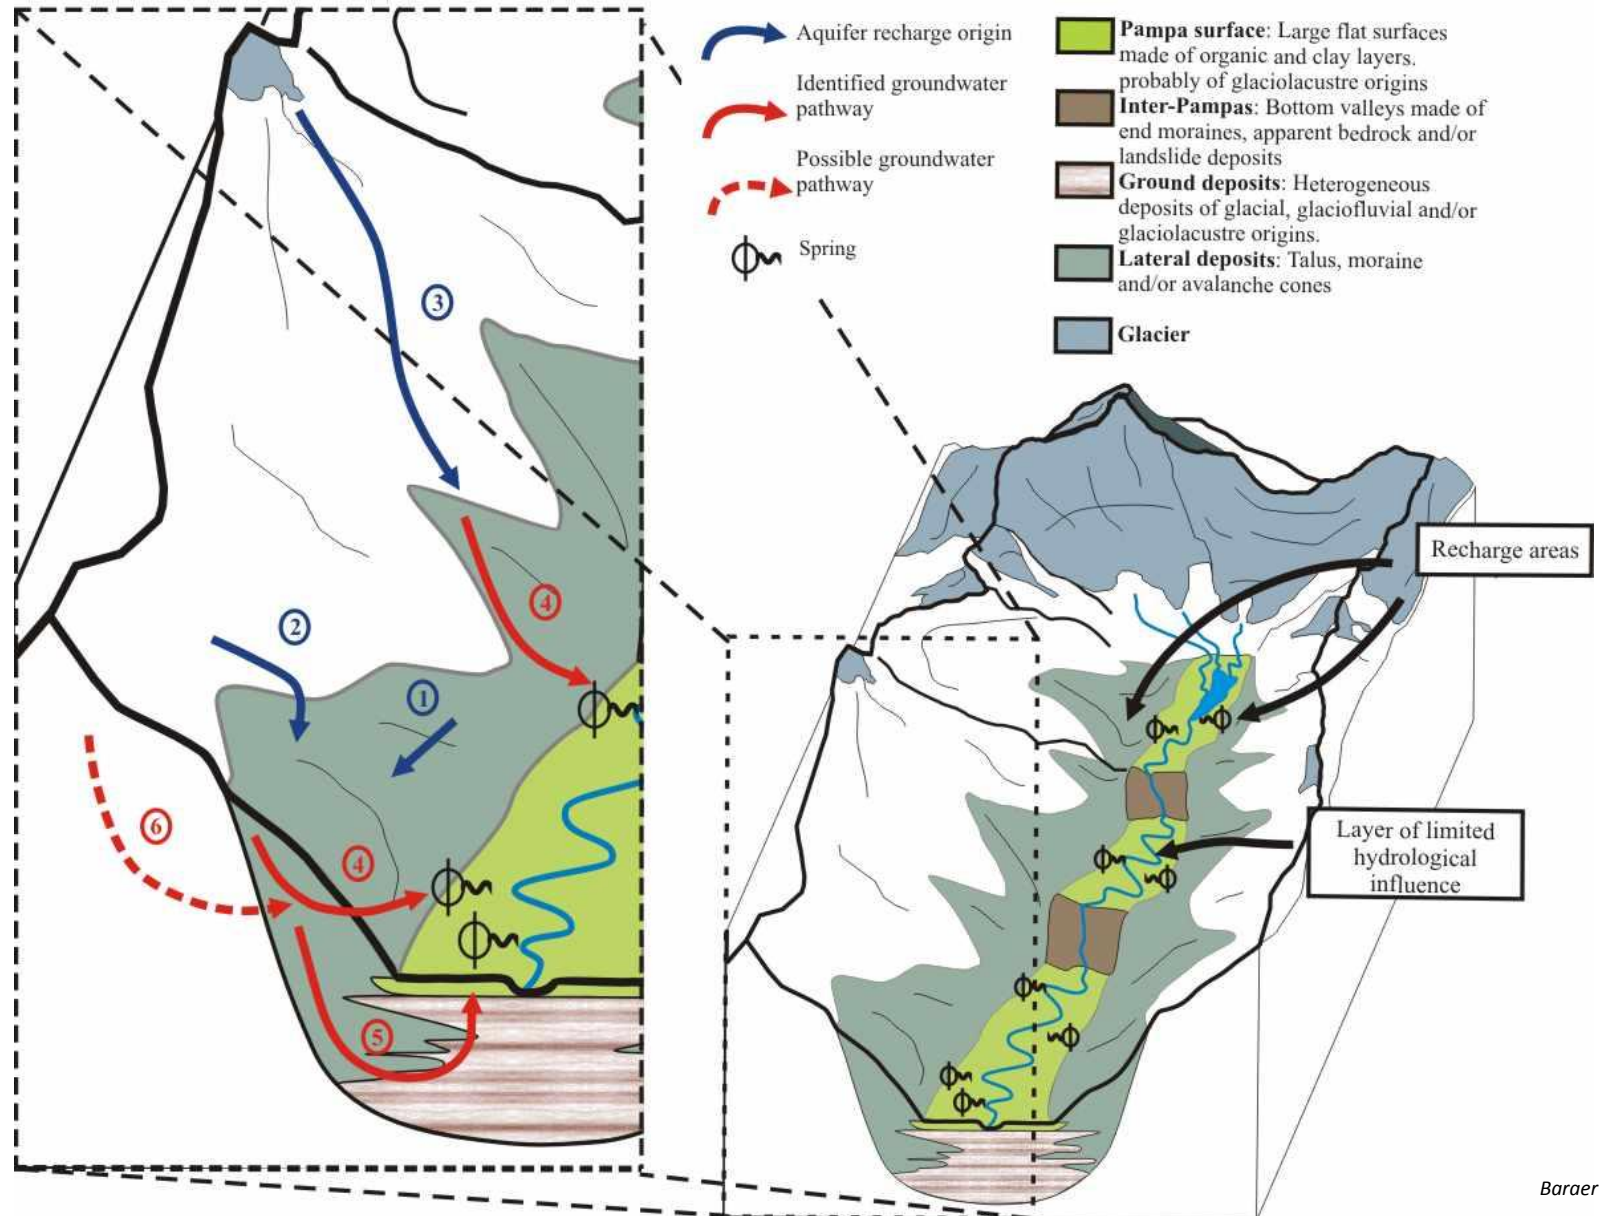 Aquifer recharge origin
Identified groundwater
pathway
Possible groundwater
pathway
Spring
Pampa surface: Large flat surfaces
made of organic and clay layers.
probably of glaciolacustre origins
Inter-Pampas: Bottom valleys made of
end moraines, apparent bedrock and/or
landslide deposits
Ground deposits: Heterogeneous
deposits of glacial, glaciofluvial and/or
glaciolacustre origins.
Lateral deposits: Talus, moraine
and/or avalanche cones
Glacier
3
4
2
1
6
4
5
Recharge areas
Layer of limited
hydrological
influence
Baraer